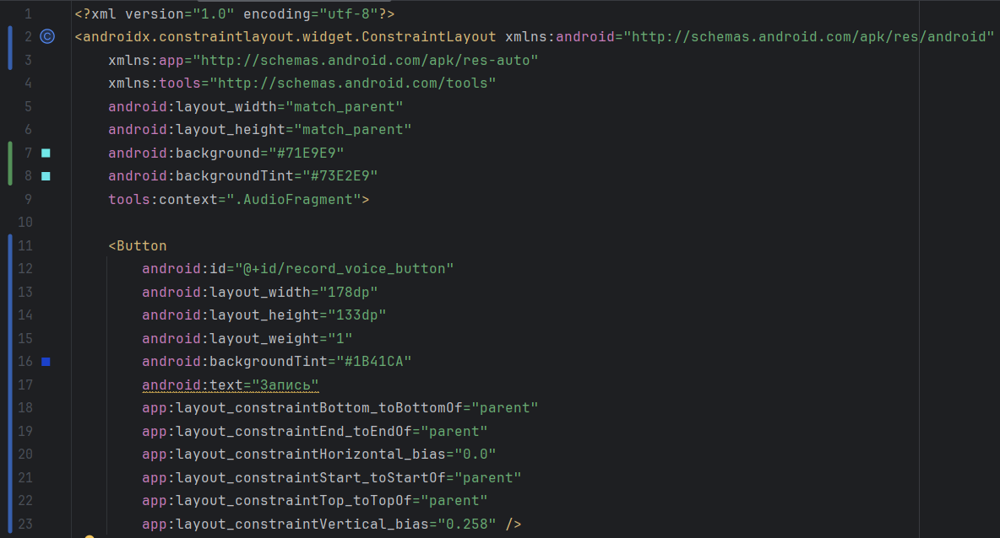 1 <?xml version="1.0" encoding="utf-8"?>
2 <androidx.constraintlayout.widget.ConstraintLayout xmlns:android="http://schemas.android.com/apk/res/android"
3 xmlns:app="http://schemas.android.com/apk/res-auto"
4 xmlns:tools="http://schemas.android.com/tools"
5 android:layout_width="match_parent"
6 android:layout_height="match_parent"
7 android:background="#71E9E9"
8 android:backgroundTint="#73E2E9"
9 tools:context=".AudioFragment">
10
11 <Button
12 android:id="@+id/record_voice_button"
13 android:layout_width="178dp"
14 android:layout_height="133dp"
15 android:layout_weight="1"
16 android:backgroundTint="#1B41CA"
17 android:text="Запись"
18 app:layout_constraintBottom_toBottomOf="parent"
19 app:layout_constraintEnd_toEndOf="parent"
20 app:layout_constraintHorizontal_bias="0.0"
21 app:layout_constraintStart_toStartOf="parent"
22 app:layout_constraintTop_toTopOf="parent"
23 app:layout_constraintVertical_bias="0.258" />